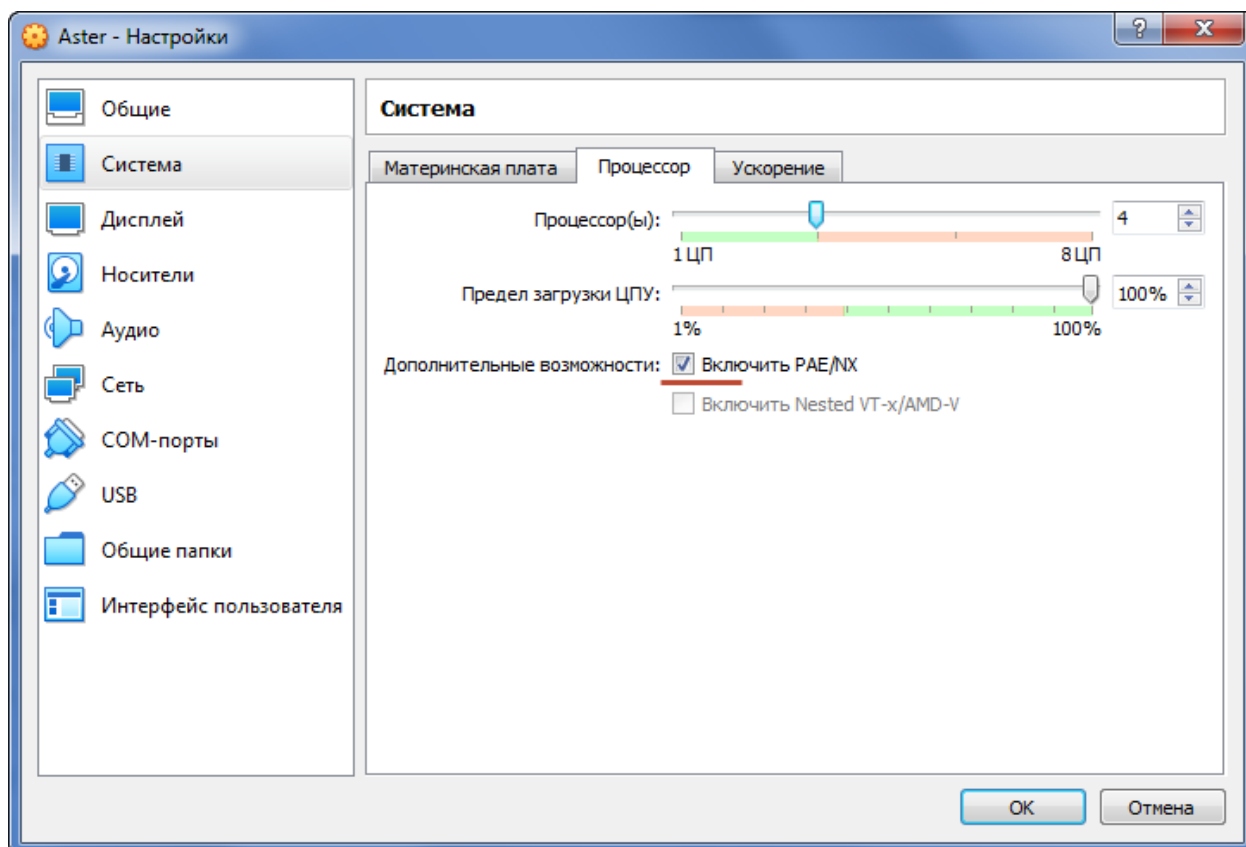 Aster - Настройки
Общие
Система
Дисплей
Носители
Аудио
Сеть
COM-порты
USB
Общие папки
Интерфейс пользователя
Система
Материнская плата Процессор Ускорение
Процессор(ы): 4
1 ЦП 8 ЦП
Предел загрузки ЦПУ: 100%
1% 100%
Дополнительные возможности: Включить PAE/NX
Включить Nested VT-x/AMD-V
OK Отмена